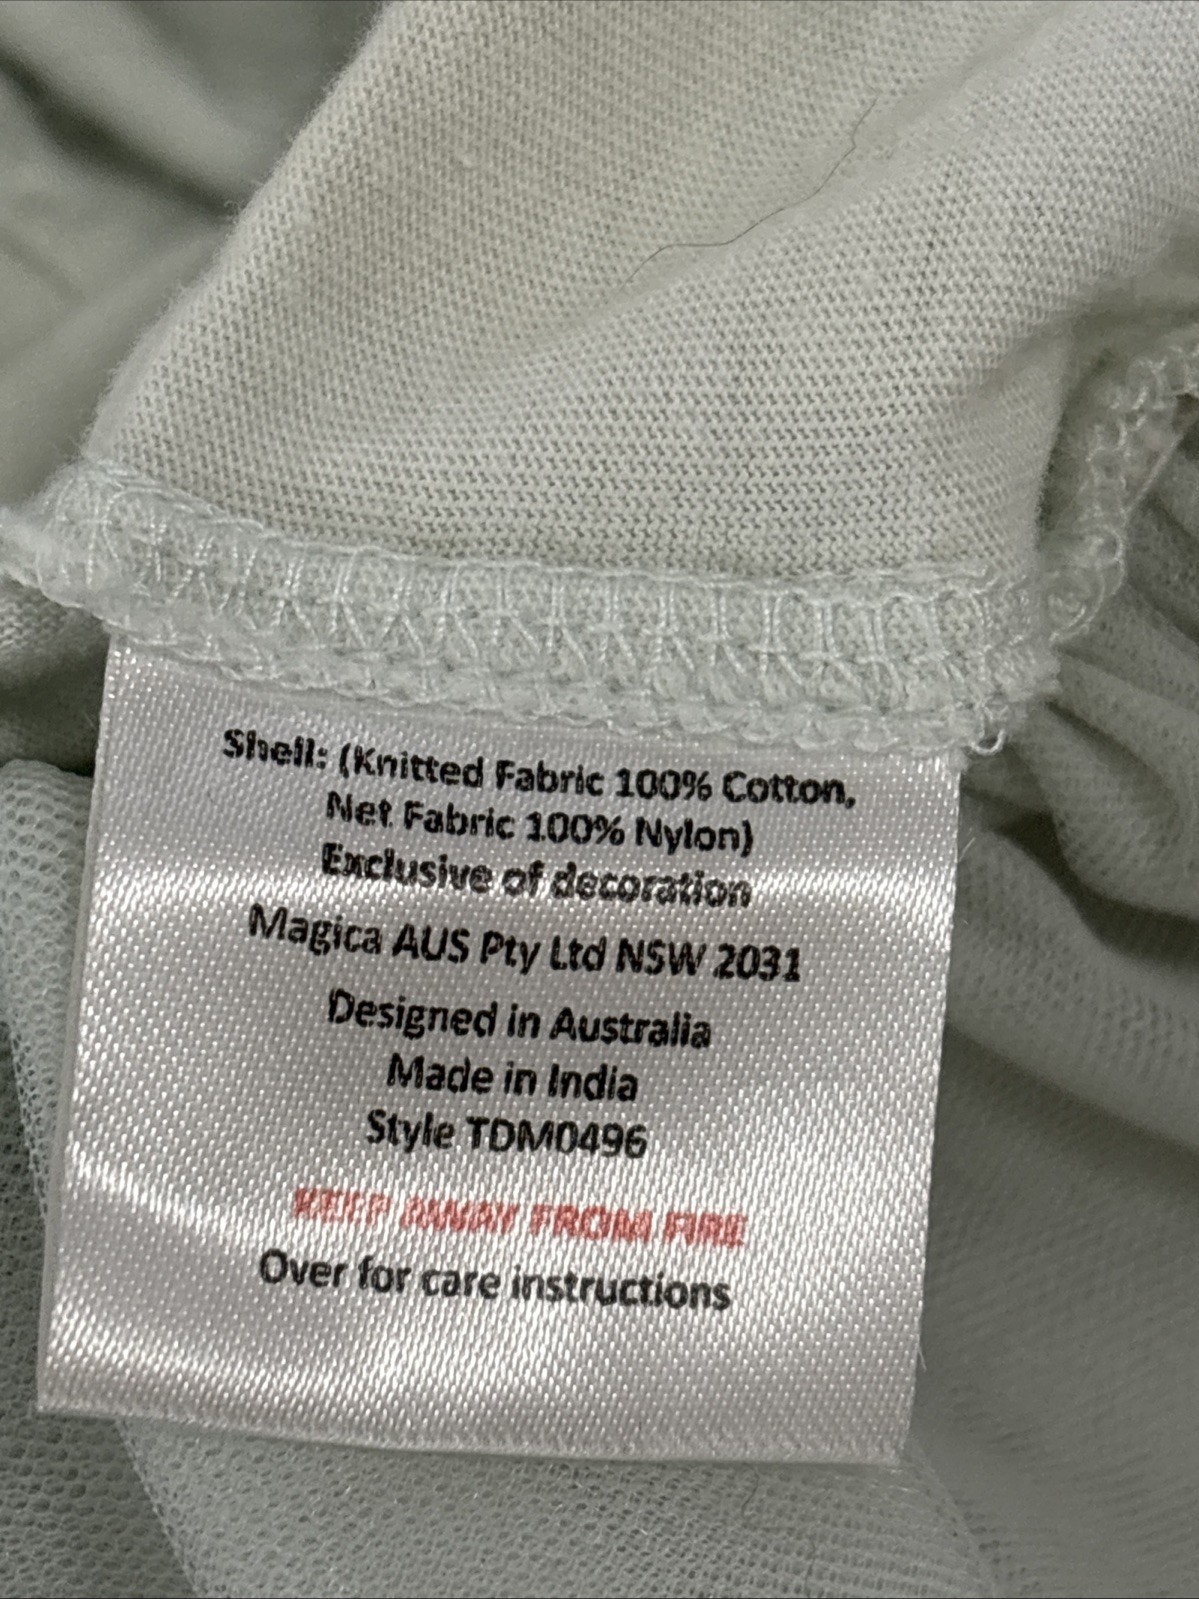 Shell: (Knitted Fabric 100% Cotton,
Net Fabric 100% Nylon)
Exclusive of decoration
Magica AUS Pty Ltd NSW 2031
Designed in Australia
Made in India
Style TDM0496
KEEP AWAY FROM FIRE
Over for care instructions